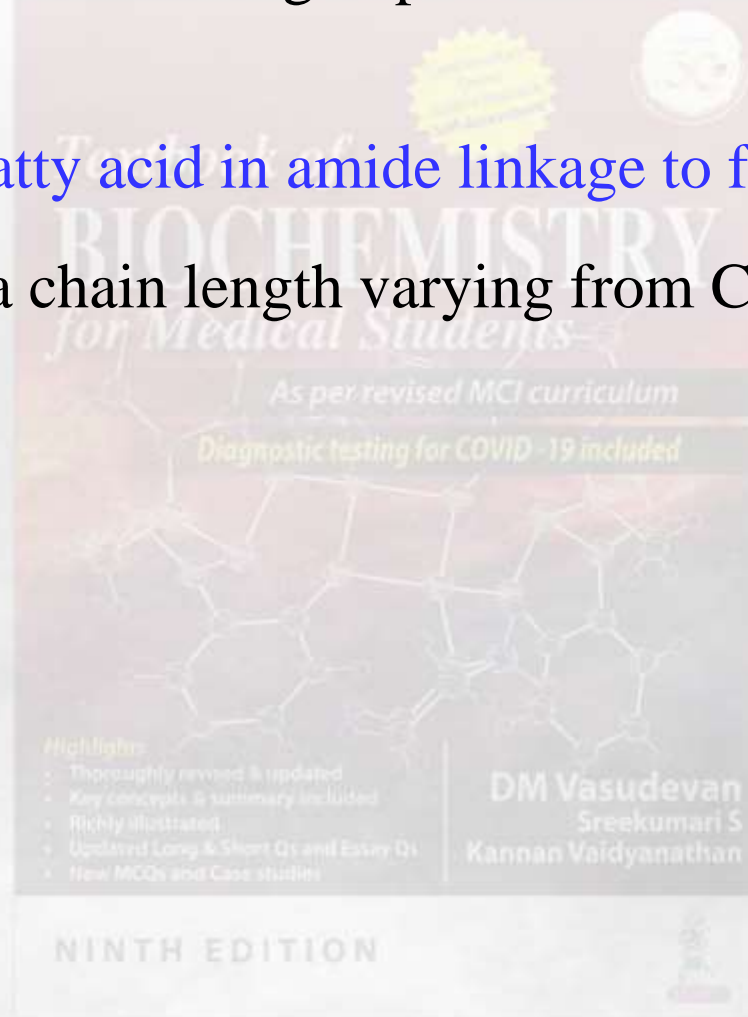 atty acid in amide linkage to f
Textbook of
BIOCHEMISTRY
a chain length varying from C
for Medical Students
As per revised MCI curriculum
Diagnostic testing for COVID -19 included
Highlights
• Thoroughly revised & updated
• Key concepts & summary included
• Richly illustrated
• Updated Long & Short Qs and Essay Qs
• New MCQs and Case studies
DM Vasudevan
Sreekumari S
Kannan Vaidyanathan
NINTH EDITION